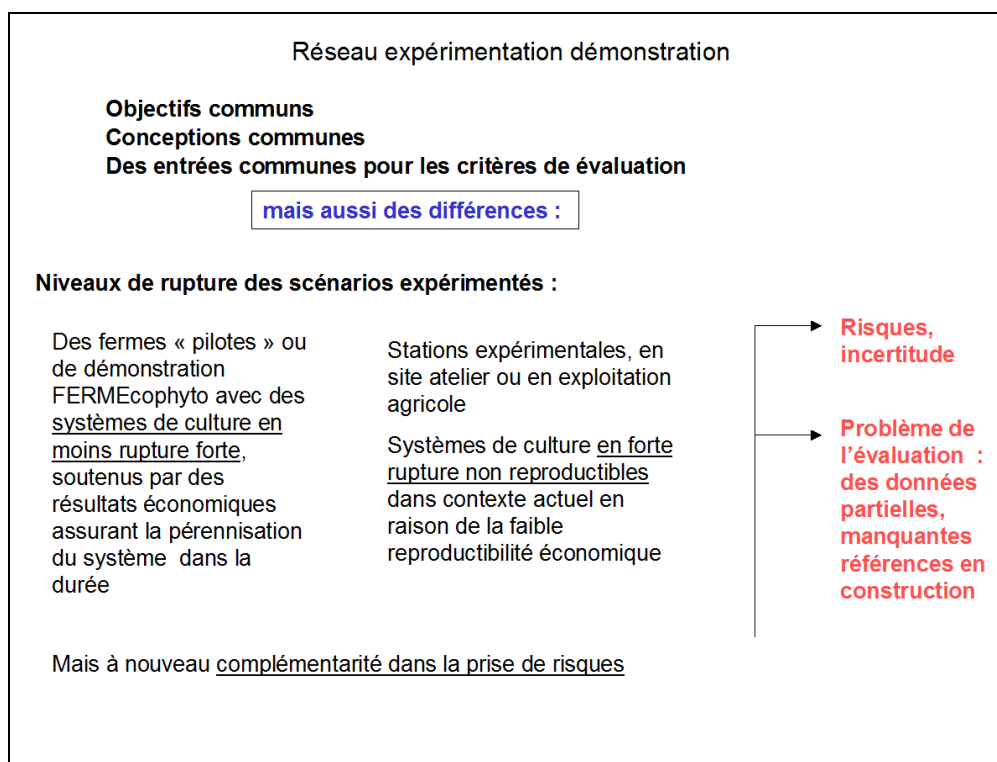 Réseau expérimentation démonstration
Objectifs communs
Conceptions communes
Des entrées communes pour les critères de évaluation
mais aussi des différences :
Niveaux de rupture des scénarios expérimentés :
Des fermes « pilotes » ou
de démonstration
FERMEcophyto avec des
systèmes de culture en
moins rupture forte,
soutenus par des
résultats économiques
assurant la pérennisation
du système dans la
durée
Stations expérimentales, en
site atelier ou en exploitation
agricole
Systèmes de culture en forte
rupture non reproductibles
dans contexte actuel en
raison de la faible
reproductibilité économique
Risques,
incertitude
Problème de
l’évaluation :
des données
partielles,
manquantes
références en
construction
Mais à nouveau complémentarité dans la prise de risques